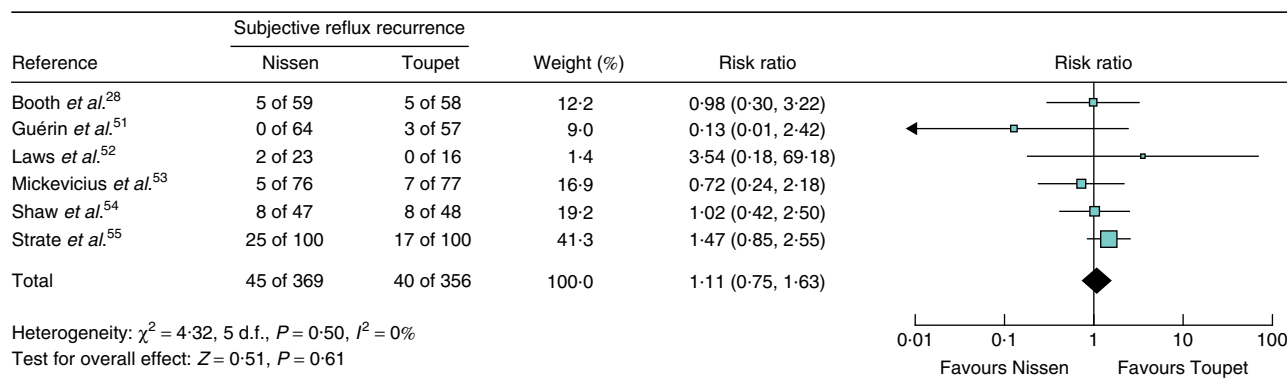 Subjective reflux recurrence
Reference Nissen Toupet Weight (%) Risk ratio Risk ratio
Booth et al.28 5 of 59 5 of 58 12·2 0·98 (0·30, 3·22)
Guérin et al.51 0 of 64 3 of 57 9·0 0·13 (0·01, 2·42)
Laws et al.52 2 of 23 0 of 16 1·4 3·54 (0·18, 69·18)
Mickevicius et al.53 5 of 76 7 of 77 16·9 0·72 (0·24, 2·18)
Shaw et al.54 8 of 47 8 of 48 19·2 1·02 (0·42, 2·50)
Strate et al.55 25 of 100 17 of 100 41·3 1·47 (0·85, 2·55)
Total 45 of 369 40 of 356 100·0 1·11 (0·75, 1·63)
Heterogeneity: χ2 = 4·32, 5 d.f., P = 0·50, I2 = 0%
Test for overall effect: Z = 0·51, P = 0·61
0·01 0·1 1 10 100
Favours Nissen Favours Toupet